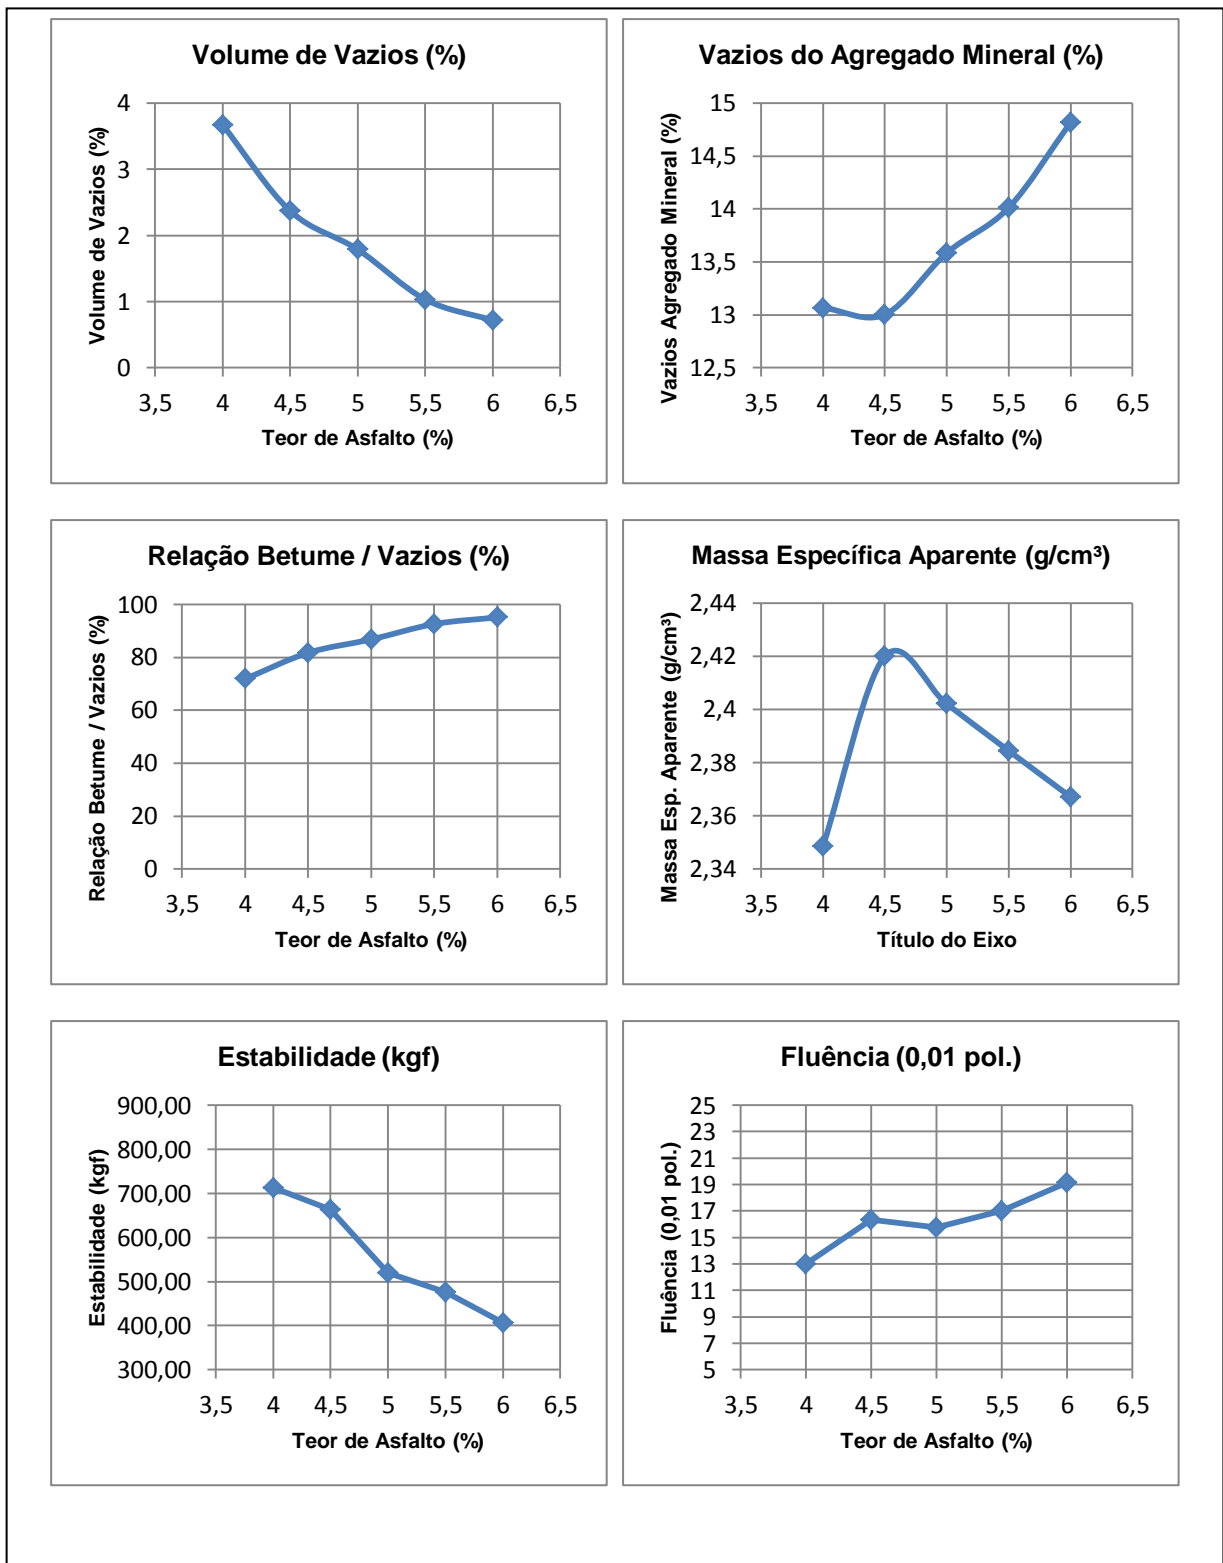 Volume de Vazios (%)
Volume de Vazios (%)
4
3
2
1
0
3,5 4 4,5 5 5,5 6 6,5
Teor de Asfalto (%)
Vazios do Agregado Mineral (%)
Vazios Agregado Mineral (%)
15
14,5
14
13,5
13
12,5
3,5 4 4,5 5 5,5 6 6,5
Teor de Asfalto (%)
Relação Betume / Vazios (%)
Relação Betume / Vazios (%)
100
80
60
40
20
0
3,5 4 4,5 5 5,5 6 6,5
Teor de Asfalto (%)
Massa Específica Aparente (g/cm³)
Massa Esp. Aparente (g/cm³)
2,44
2,42
2,4
2,38
2,36
2,34
3,5 4 4,5 5 5,5 6 6,5
Título do Eixo
Estabilidade (kgf)
Estabilidade (kgf)
900,00
800,00
700,00
600,00
500,00
400,00
300,00
3,5 4 4,5 5 5,5 6 6,5
Teor de Asfalto (%)
Fluência (0,01 pol.)
Fluência (0,01 pol.)
25
23
21
19
17
15
13
11
9
7
5
3,5 4 4,5 5 5,5 6 6,5
Teor de Asfalto (%)